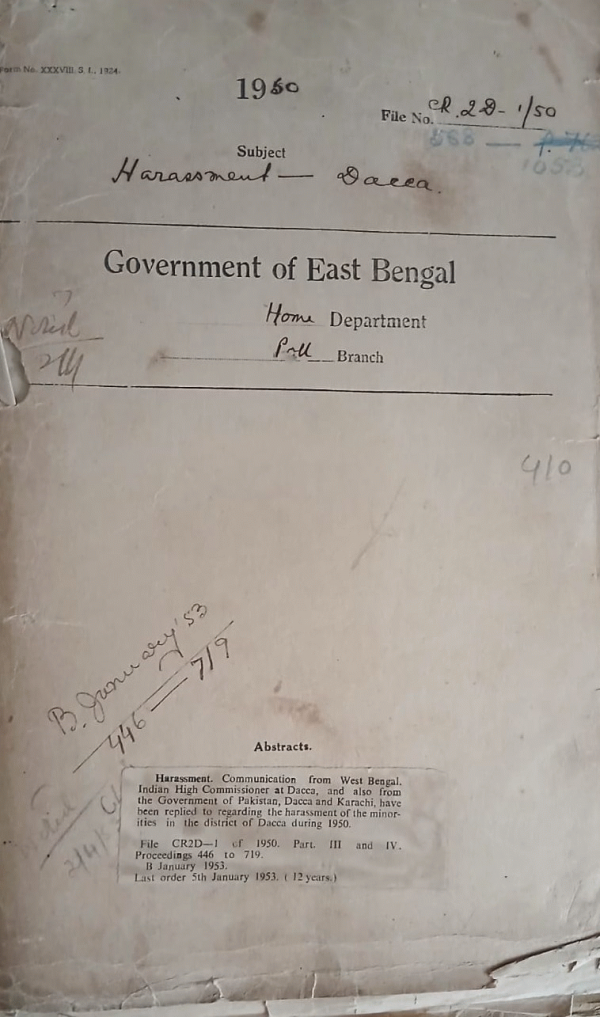 Form No. XXXVIII. S. I., 1924.
1950
File No. CR.2D-1/50
Subject
Harassment — Dacca.
Government of East Bengal
Home Department
Poll Branch
410
B. January '53
446 — 719
Abstracts.
Harassment. Communication from West Bengal,
Indian High Commissioner at Dacca, and also from
the Government of Pakistan, Dacca and Karachi, have
been replied to regarding the harassment of the minor-
ities in the district of Dacca during 1950.
File CR2D—1 of 1950. Part. III and IV.
Proceedings 446 to 719.
B January 1953.
Last order 5th January 1953. ( 12 years.)